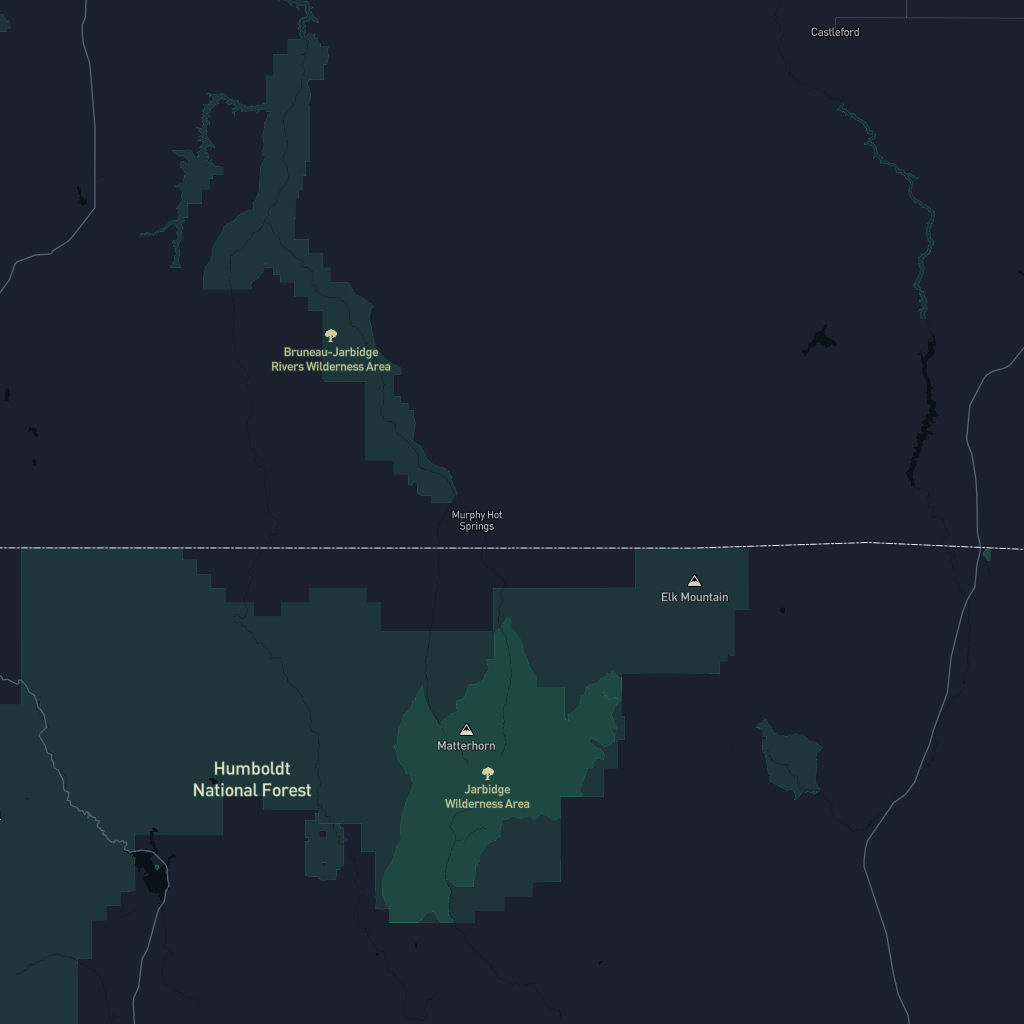 Castleford
Bruneau-Jarbidge
Rivers Wilderness Area
Murphy Hot
Springs
Elk Mountain
Matterhorn
Humboldt
National Forest
Jarbidge
Wilderness Area